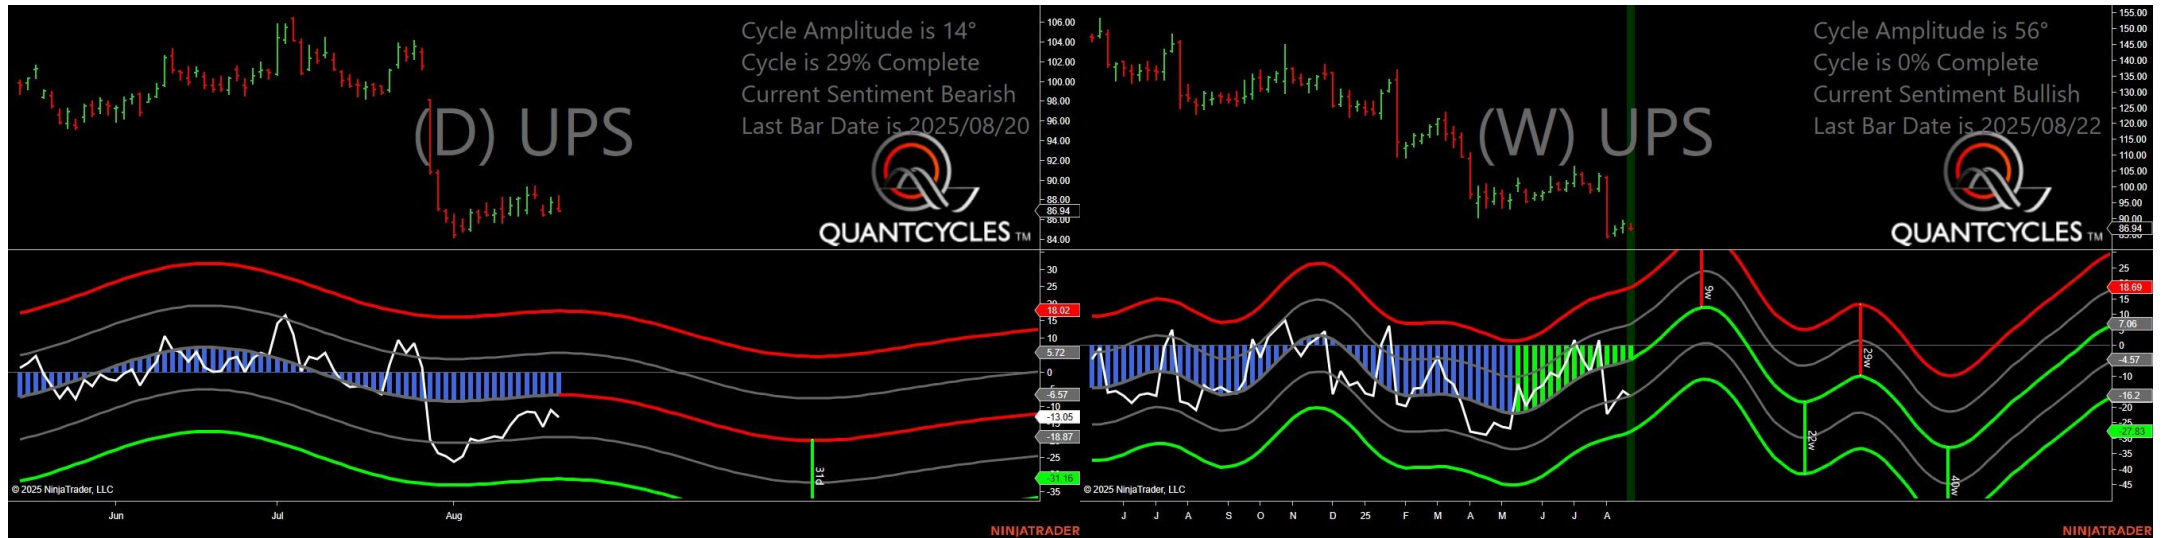 Cycle Amplitude is 14°
Cycle is 29% Complete
Current Sentiment Bearish
Last Bar Date is 2025/08/20
(D) UPS
QUANTCYCLES TM
106.00
104.00
102.00
100.00
98.00
96.00
94.00
92.00
90.00
88.00
86.94
86.00
84.00
30
25
20
18.02
15
10
5.72
0
-6.57
-10
-13.05
-18.87
-25
-31.16
-35
31d
© 2025 NinjaTrader, LLC
Jun
Jul
Aug
NINJATRADER
Cycle Amplitude is 56°
Cycle is 0% Complete
Current Sentiment Bullish
Last Bar Date is 2025/08/22
(W) UPS
QUANTCYCLES TM
155.00
150.00
145.00
140.00
135.00
130.00
125.00
120.00
115.00
110.00
105.00
100.00
95.00
90.00
86.94
25
18.69
15
10
7.06
0
-4.57
-10
-16.2
-20
-27.83
-35
-40
-45
9w
22w
29w
40w
© 2025 NinjaTrader, LLC
J
J
A
S
O
N
D
25
F
M
A
M
J
J
A
NINJATRADER